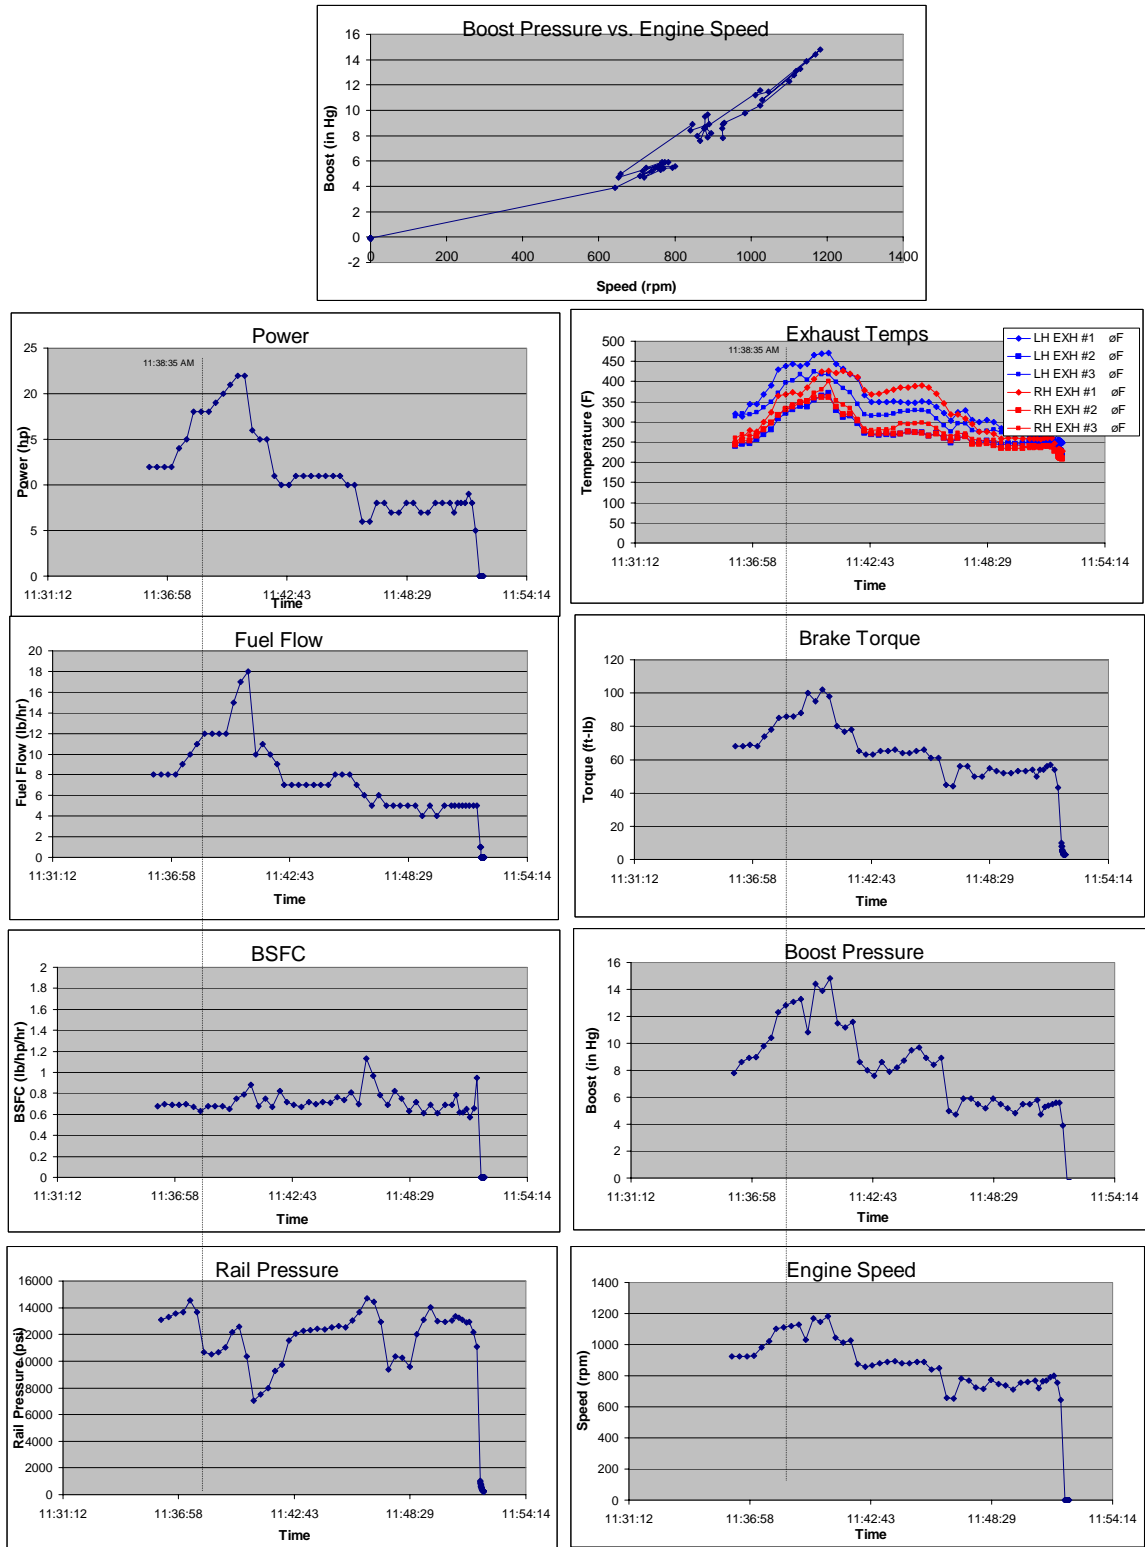 Boost Pressure vs. Engine Speed
16
14
12
10
8
6
4
2
0
-2
Boost (in Hg)
0 200 400 600 800 1000 1200 1400
Speed (rpm)
Power
25
20
15
10
5
0
Power (hp)
11:38:35 AM
11:31:12 11:36:58 11:42:43 11:48:29 11:54:14
Time
Exhaust Temps
500
450
400
350
300
250
200
150
100
50
0
Temperature (F)
11:38:35 AM
LH EXH #1 øF
LH EXH #2 øF
LH EXH #3 øF
RH EXH #1 øF
RH EXH #2 øF
RH EXH #3 øF
11:31:12 11:36:58 11:42:43 11:48:29 11:54:14
Time
Fuel Flow
20
18
16
14
12
10
8
6
4
2
0
Fuel Flow (lb/hr)
11:31:12 11:36:58 11:42:43 11:48:29 11:54:14
Time
Brake Torque
120
100
80
60
40
20
0
Torque (ft-lb)
11:31:12 11:36:58 11:42:43 11:48:29 11:54:14
Time
BSFC
2
1.8
1.6
1.4
1.2
1
0.8
0.6
0.4
0.2
0
BSFC (lb/hp/hr)
11:31:12 11:36:58 11:42:43 11:48:29 11:54:14
Time
Boost Pressure
16
14
12
10
8
6
4
2
0
Boost (in Hg)
11:31:12 11:36:58 11:42:43 11:48:29 11:54:14
Time
Rail Pressure
16000
14000
12000
10000
8000
6000
4000
2000
0
Rail Pressure (psi)
11:31:12 11:36:58 11:42:43 11:48:29 11:54:14
Time
Engine Speed
1400
1200
1000
800
600
400
200
0
Speed (rpm)
11:31:12 11:36:58 11:42:43 11:48:29 11:54:14
Time